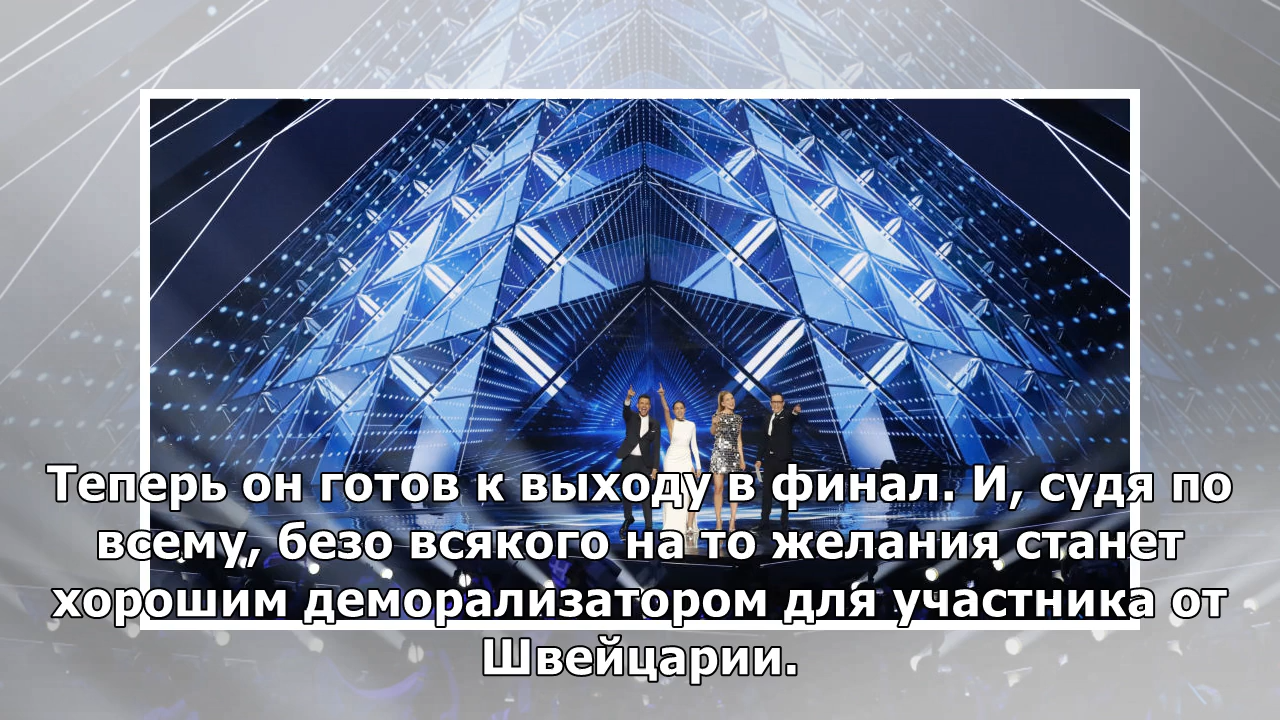 Теперь он готов к выходу в финал. И, судя по
всему, безо всякого на то желания станет
хорошим деморализатором для участника от
Швейцарии.